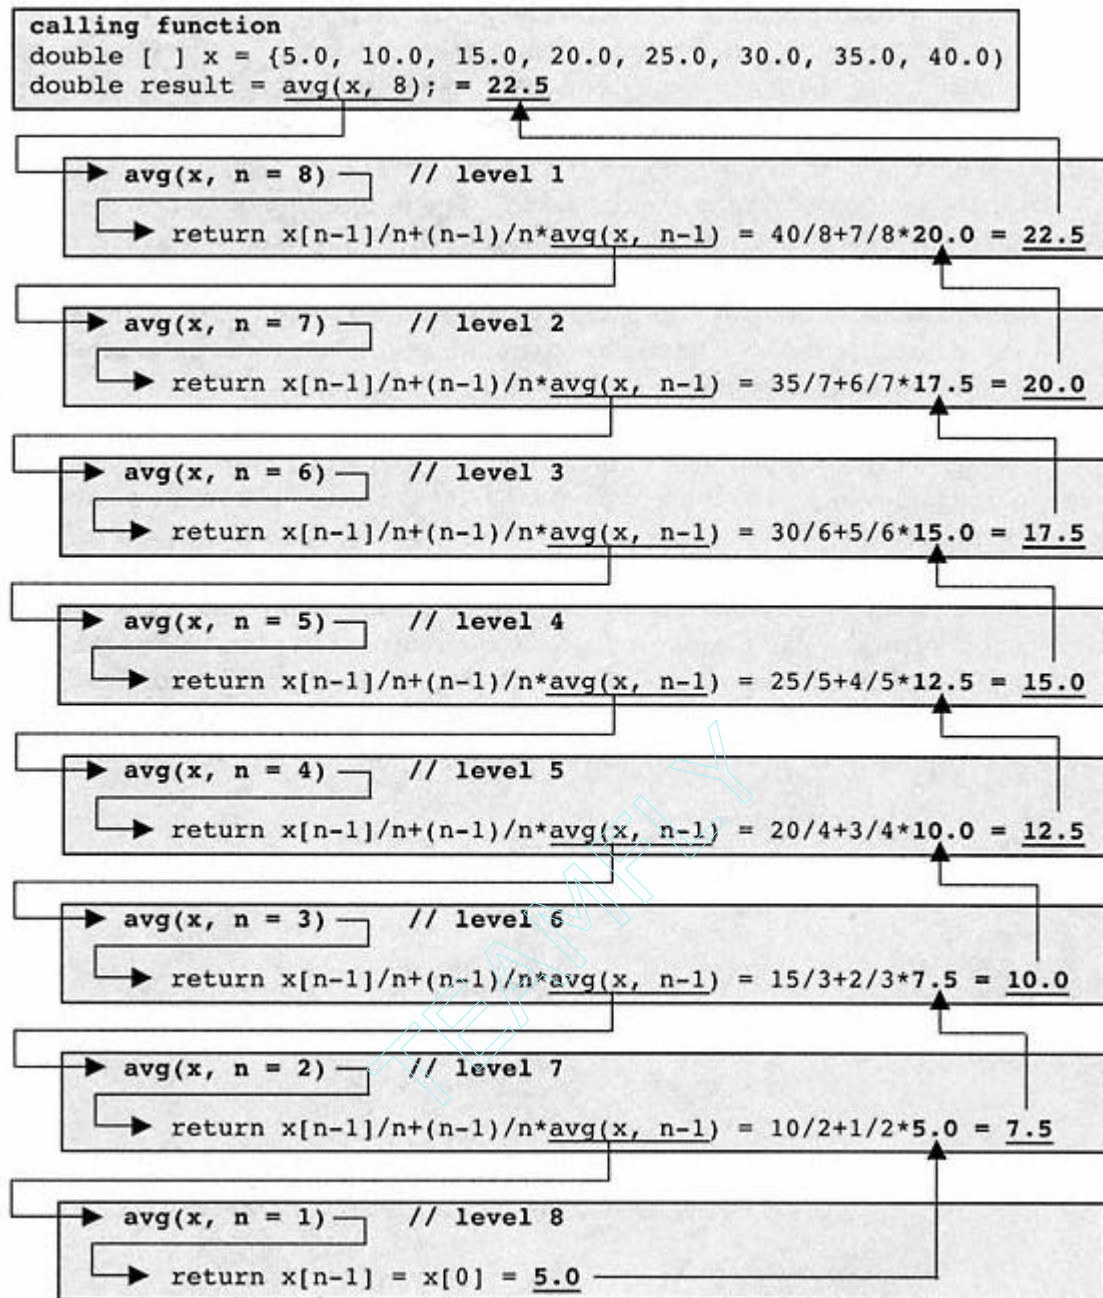 calling function
double [ ] x = {5.0, 10.0, 15.0, 20.0, 25.0, 30.0, 35.0, 40.0)
double result = avg(x, 8); = 22.5
avg(x, n = 8) // level 1
return x[n-1]/n+(n-1)/n*avg(x, n-1) = 40/8+7/8*20.0 = 22.5
avg(x, n = 7) // level 2
return x[n-1]/n+(n-1)/n*avg(x, n-1) = 35/7+6/7*17.5 = 20.0
avg(x, n = 6) // level 3
return x[n-1]/n+(n-1)/n*avg(x, n-1) = 30/6+5/6*15.0 = 17.5
avg(x, n = 5) // level 4
return x[n-1]/n+(n-1)/n*avg(x, n-1) = 25/5+4/5*12.5 = 15.0
avg(x, n = 4) // level 5
return x[n-1]/n+(n-1)/n*avg(x, n-1) = 20/4+3/4*10.0 = 12.5
avg(x, n = 3) // level 6
return x[n-1]/n+(n-1)/n*avg(x, n-1) = 15/3+2/3*7.5 = 10.0
avg(x, n = 2) // level 7
return x[n-1]/n+(n-1)/n*avg(x, n-1) = 10/2+1/2*5.0 = 7.5
avg(x, n = 1) // level 8
return x[n-1] = x[0] = 5.0
TEAMFLY